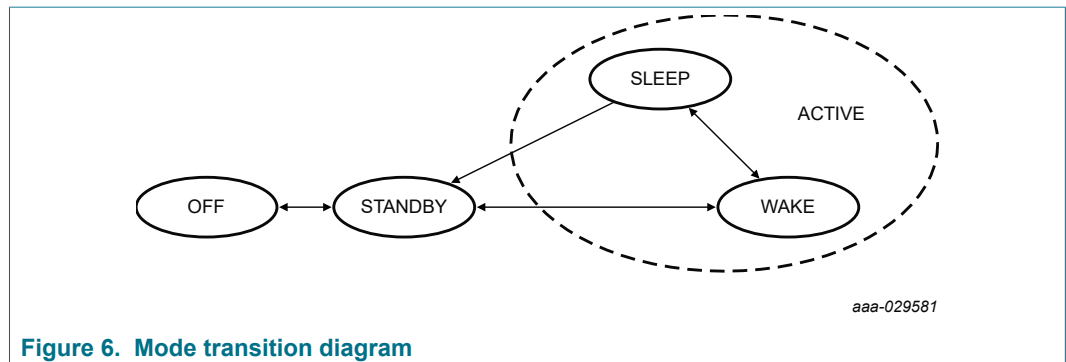 SLEEP
ACTIVE
OFF
STANDBY
WAKE
aaa-029581
Figure 6. Mode transition diagram